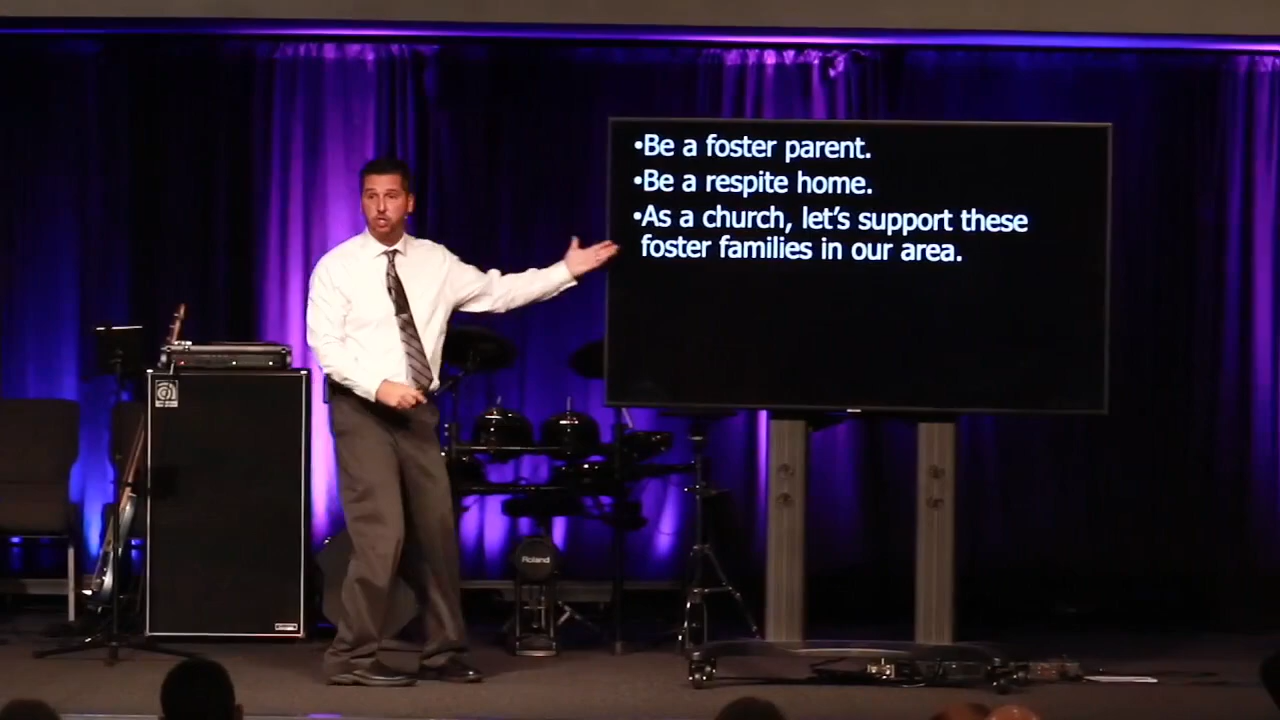 •Be a foster parent.
•Be a respite home.
•As a church, let's support these
foster families in our area.
Roland